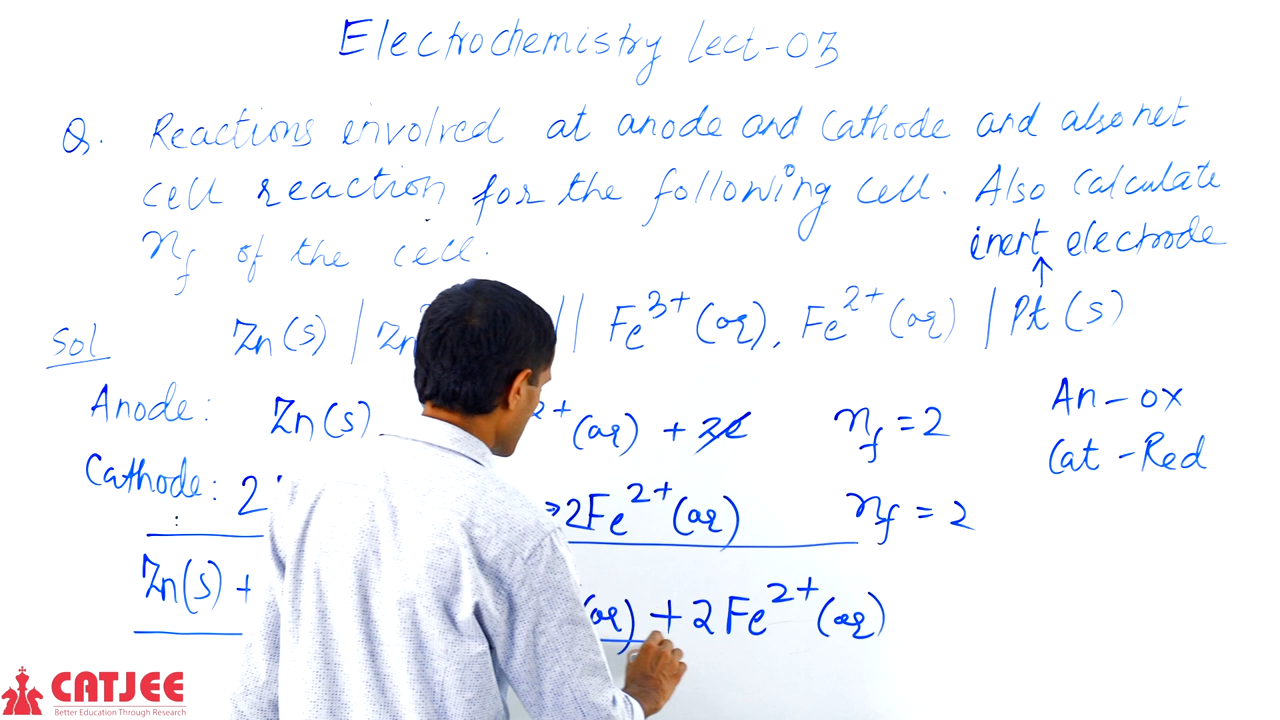 Electrochemistry Lect-03
Q. Reactions involved at anode and cathode and also net
cell reaction for the following cell. Also calculate
n_f of the cell.
inert electrode
↑
Sol Zn(s) | Zn // Fe³⁺(aq), Fe²⁺(aq) | Pt(s)
Anode: Zn(s) ²⁺(aq) + 2e n_f = 2 An - ox
Cathode: 2 → 2Fe²⁺(aq) n_f = 2 Cat - Red
Zn(s) + (aq) + 2Fe²⁺(aq)
CATJEE
Better Education Through Research